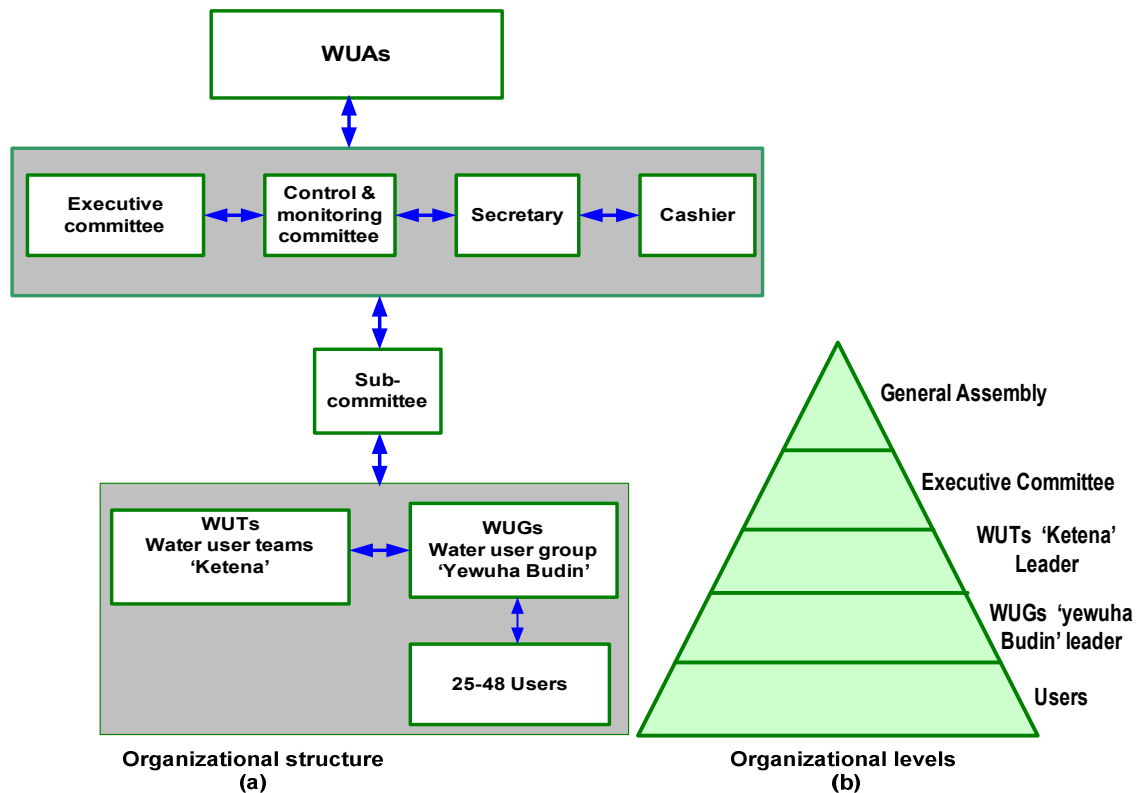 WUAs
Executive
committee
Control &
monitoring
committee
Secretary
Cashier
Sub-
committee
WUTs
Water user teams
‘Ketena’
WUGs
Water user group
‘Yewuha Budin’
25-48 Users
Organizational structure
(a)
General Assembly
Executive Committee
WUTs ‘Ketena’
Leader
WUGs ‘yewuha
Budin’ leader
Users
Organizational levels
(b)